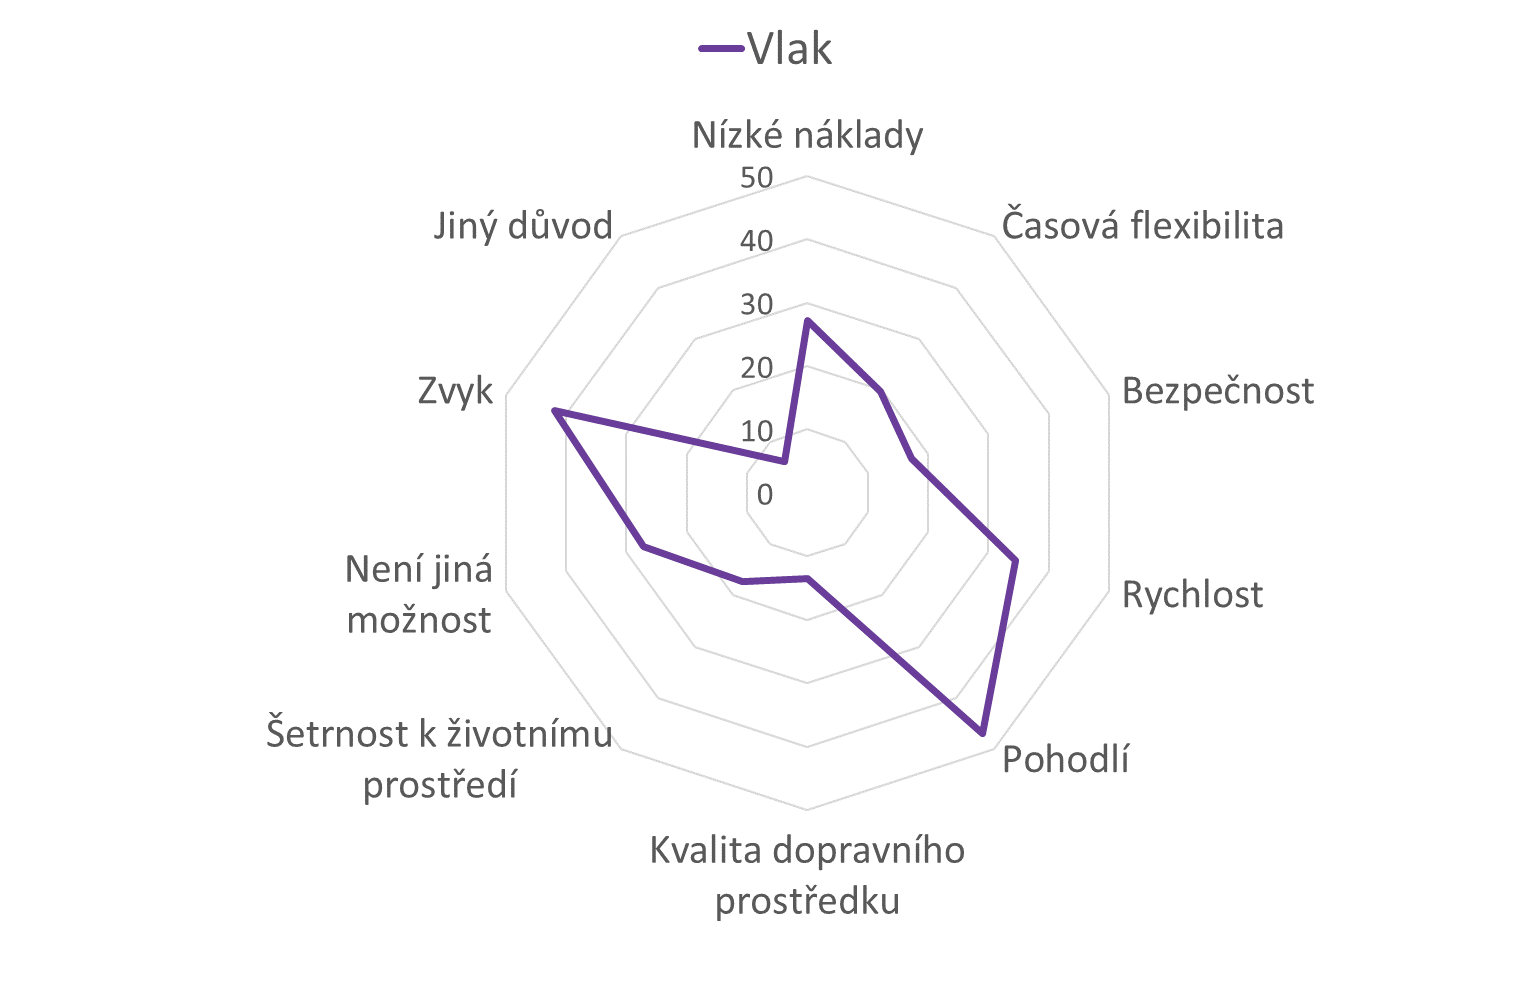 Vlak
Nízké náklady
50
Jiný důvod
Časová flexibilita
40
30
20
Zvyk
Bezpečnost
10
0
Není jiná
možnost
Rychlost
Šetrnost k životnímu
prostředí
Pohodlí
Kvalita dopravního
prostředku